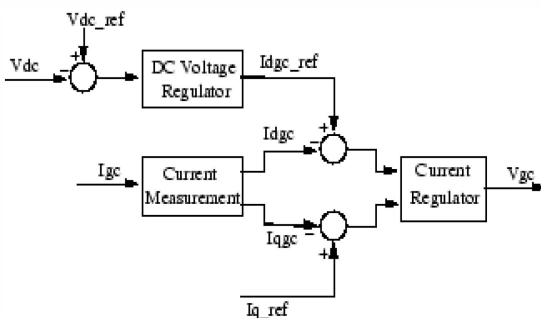 Vdc_ref
+
Vdc
−
DC Voltage
Regulator
Idgc_ref
+
−
Idgc
Igc
Current
Measurement
Current
Regulator
Vgc
Iqgc
−
+
Iq_ref